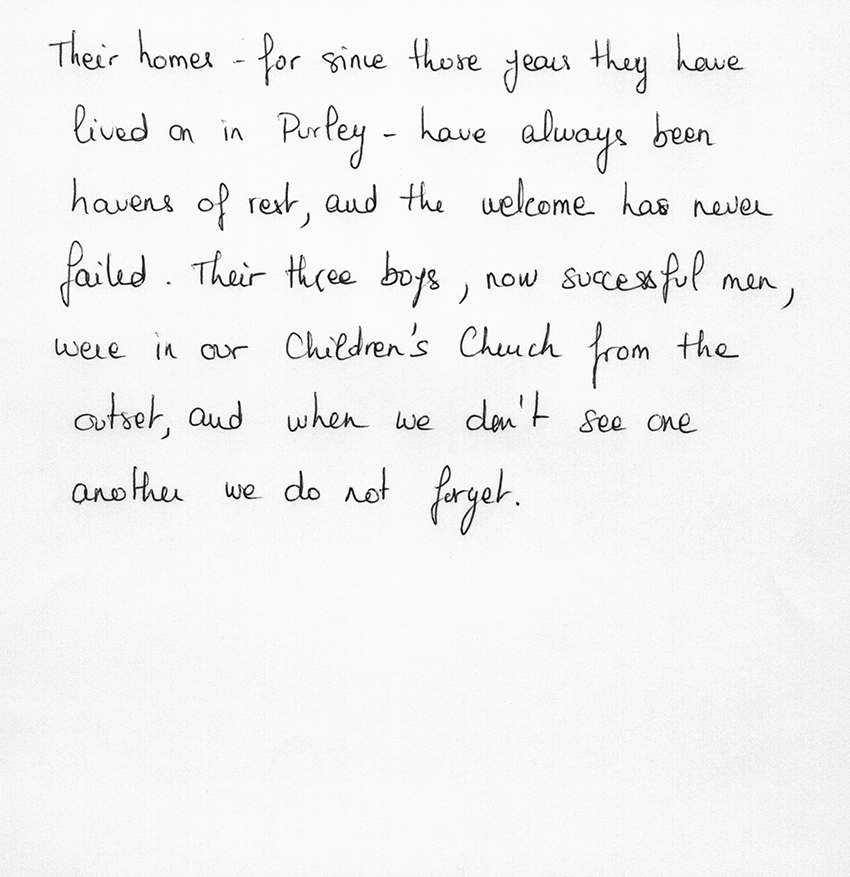 Their homes - for since those years they have
lived on in Purley - have always been
havens of rest, and the welcome has never
failed. Their three boys, now successful men,
were in our Children's Church from the
outset, and when we don't see one
another we do not forget.